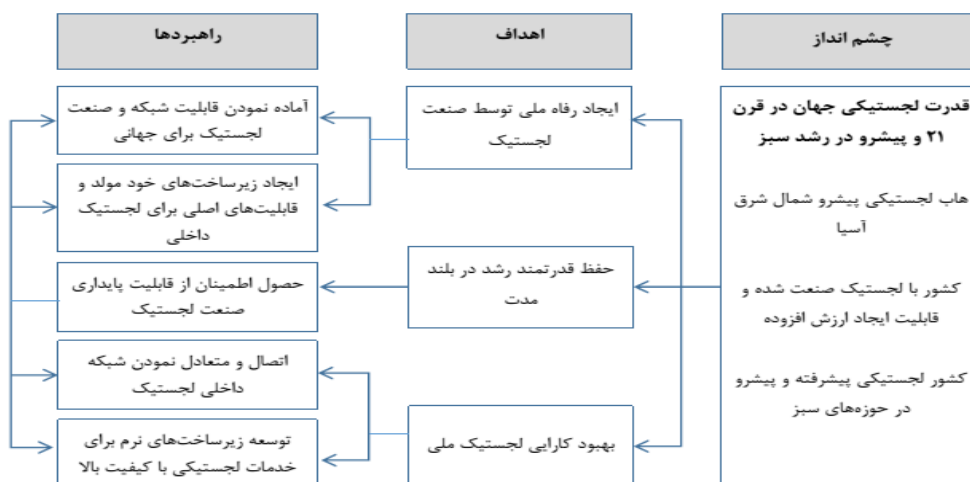 چشم انداز
قدرت لجستیکی جهان در قرن
۲۱ و پیشرو در رشد سبز
هاب لجستیکی پیشرو شمال شرق
آسیا
کشور با لجستیک صنعت شده و
قابلیت ایجاد ارزش افزوده
کشور لجستیکی پیشرفته و پیشرو
در حوزه‌های سبز
اهداف
ایجاد رفاه ملی توسط صنعت
لجستیک
حفظ قدرتمند رشد در بلند
مدت
بهبود کارایی لجستیک ملی
راهبردها
آماده نمودن قابلیت شبکه و صنعت
لجستیک برای جهانی
ایجاد زیرساخت‌های خود مولد و
قابلیت‌های اصلی برای لجستیک
داخلی
حصول اطمینان از قابلیت پایداری
صنعت لجستیک
اتصال و متعادل نمودن شبکه
داخلی لجستیک
توسعه زیرساخت‌های نرم برای
خدمات لجستیکی با کیفیت بالا